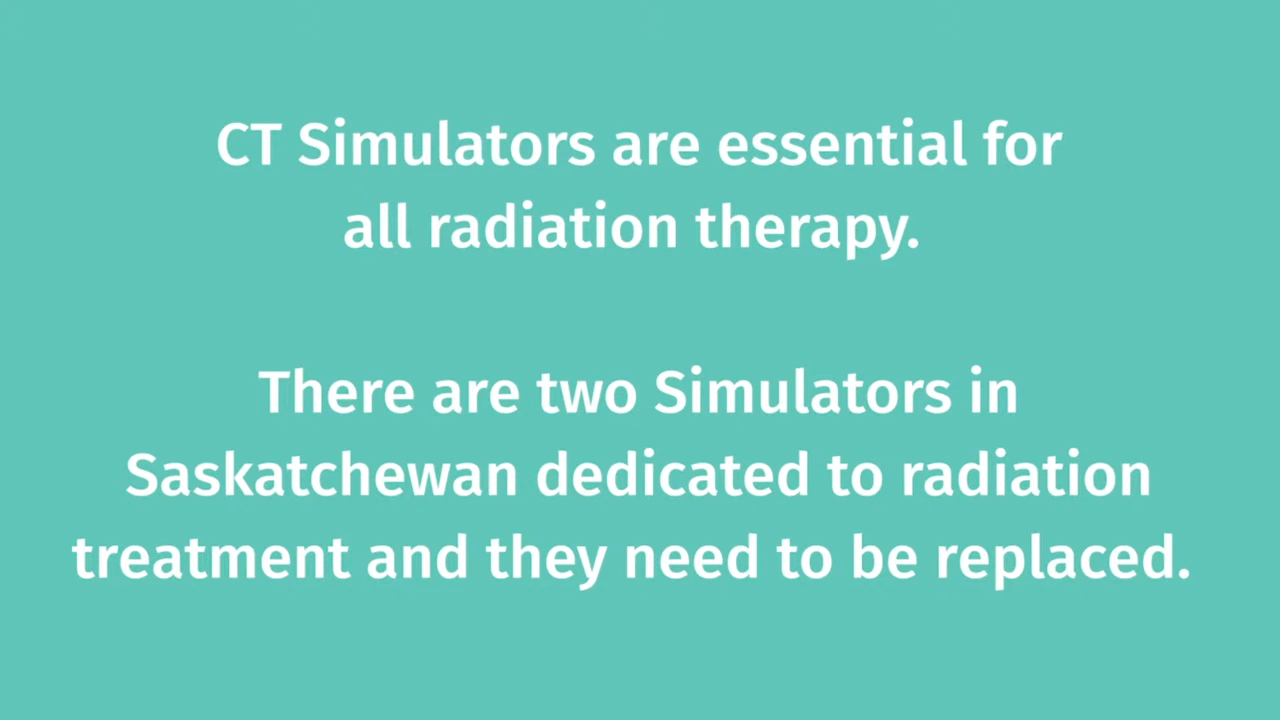 CT Simulators are essential for
all radiation therapy.
There are two Simulators in
Saskatchewan dedicated to radiation
treatment and they need to be replaced.